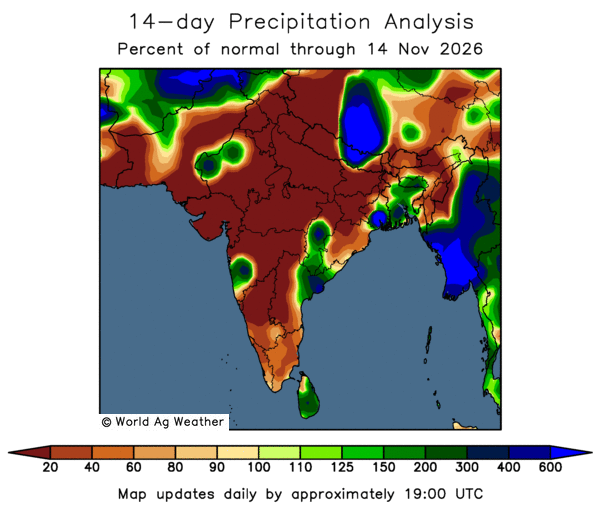 14-day Precipitation Analysis
Percent of normal through 14 Nov 2026
© World Ag Weather
20 40 60 80 90 100 110 125 150 200 300 400 600
Map updates daily by approximately 19:00 UTC